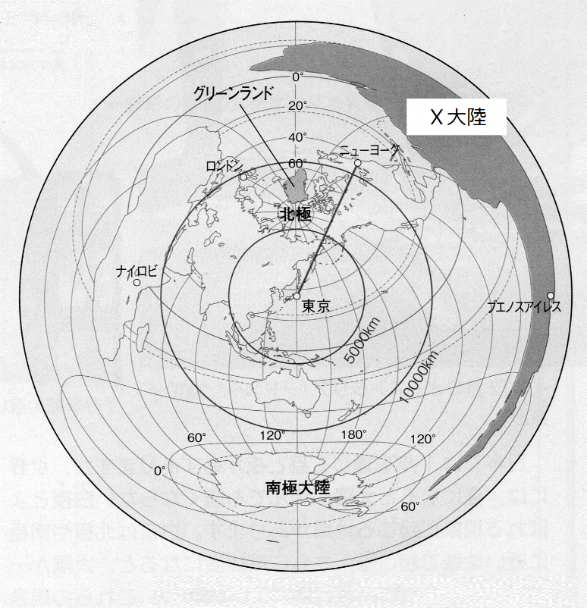 0°
グリーンランド
20°
X大陸
40°
ニューヨーク
ロンドン
60°
北極
ナイロビ
東京
ブエノスアイレス
5000km
10000km
60°
120°
180°
120°
0°
南極大陸
60°